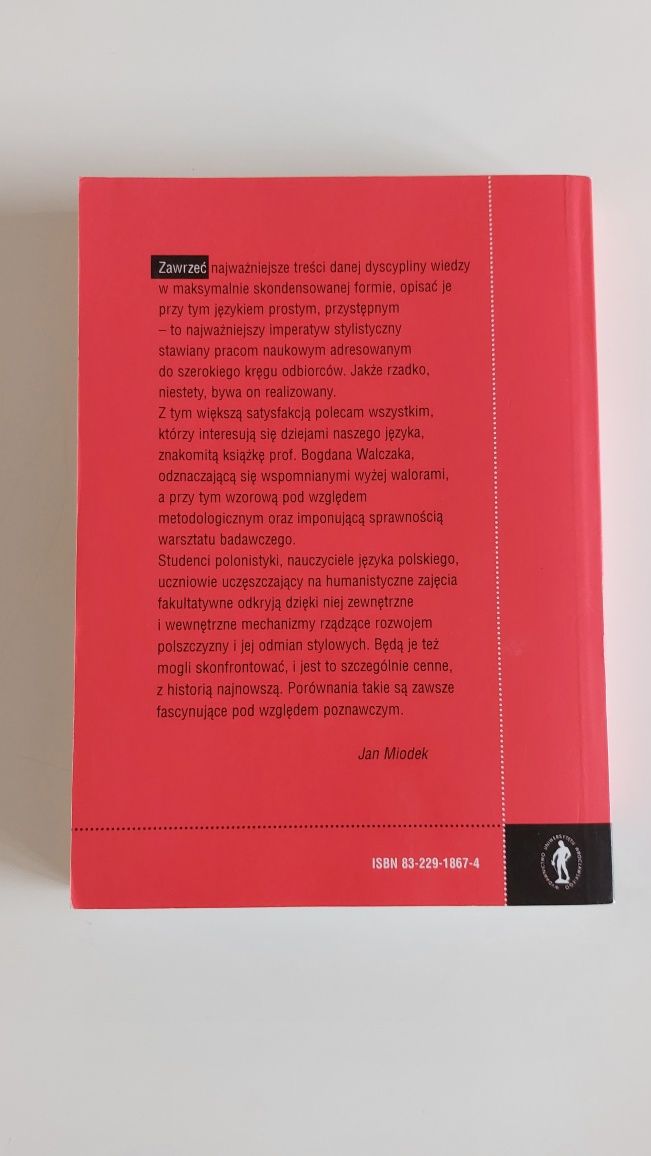 Zawrzeć najważniejsze treści danej dyscypliny wiedzy
w maksymalnie skondensowanej formie, opisać je
przy tym językiem prostym, przystępnym
– to najważniejszy imperatyw stylistyczny
stawiany pracom naukowym adresowanym
do szerokiego kręgu odbiorców. Jakże rzadko,
niestety, bywa on realizowany.
Z tym większą satysfakcją polecam wszystkim,
którzy interesują się dziejami naszego języka,
znakomitą książkę prof. Bogdana Walczaka,
odznaczającą się wspomnianymi wyżej walorami,
a przy tym wzorową pod względem
metodologicznym oraz imponującą sprawnością
warsztatu badawczego.
Studenci polonistyki, nauczyciele języka polskiego,
uczniowie uczęszczający na humanistyczne zajęcia
fakultatywne odkryją dzięki niej zewnętrzne
i wewnętrzne mechanizmy rządzące rozwojem
polszczyzny i jej odmian stylowych. Będą je też
mogli skonfrontować, i jest to szczególnie cenne,
z historią najnowszą. Porównania takie są zawsze
fascynujące pod względem poznawczym.
Jan Miodek
ISBN 83-229-1867-4
WYDAWNICTWO UNIWERSYTETU WROCŁAWSKIEGO